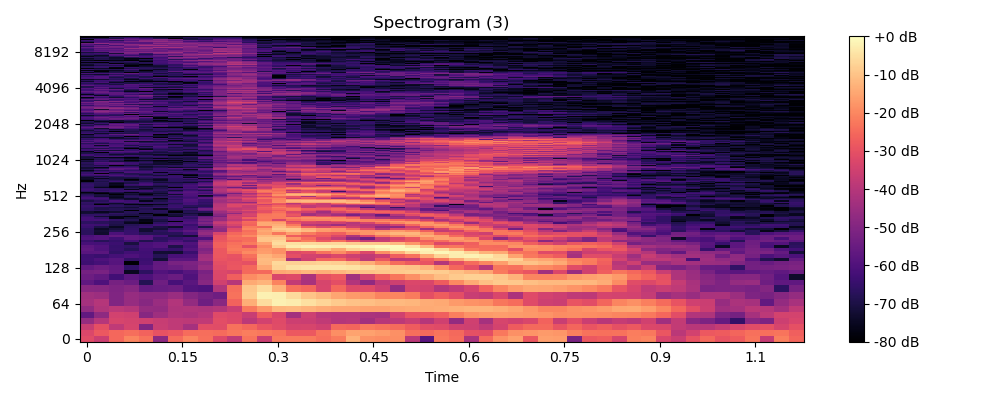 Spectrogram (3)
Hz
8192
4096
2048
1024
512
256
128
64
0
0
0.15
0.3
0.45
0.6
0.75
0.9
1.1
Time
+0 dB
-10 dB
-20 dB
-30 dB
-40 dB
-50 dB
-60 dB
-70 dB
-80 dB